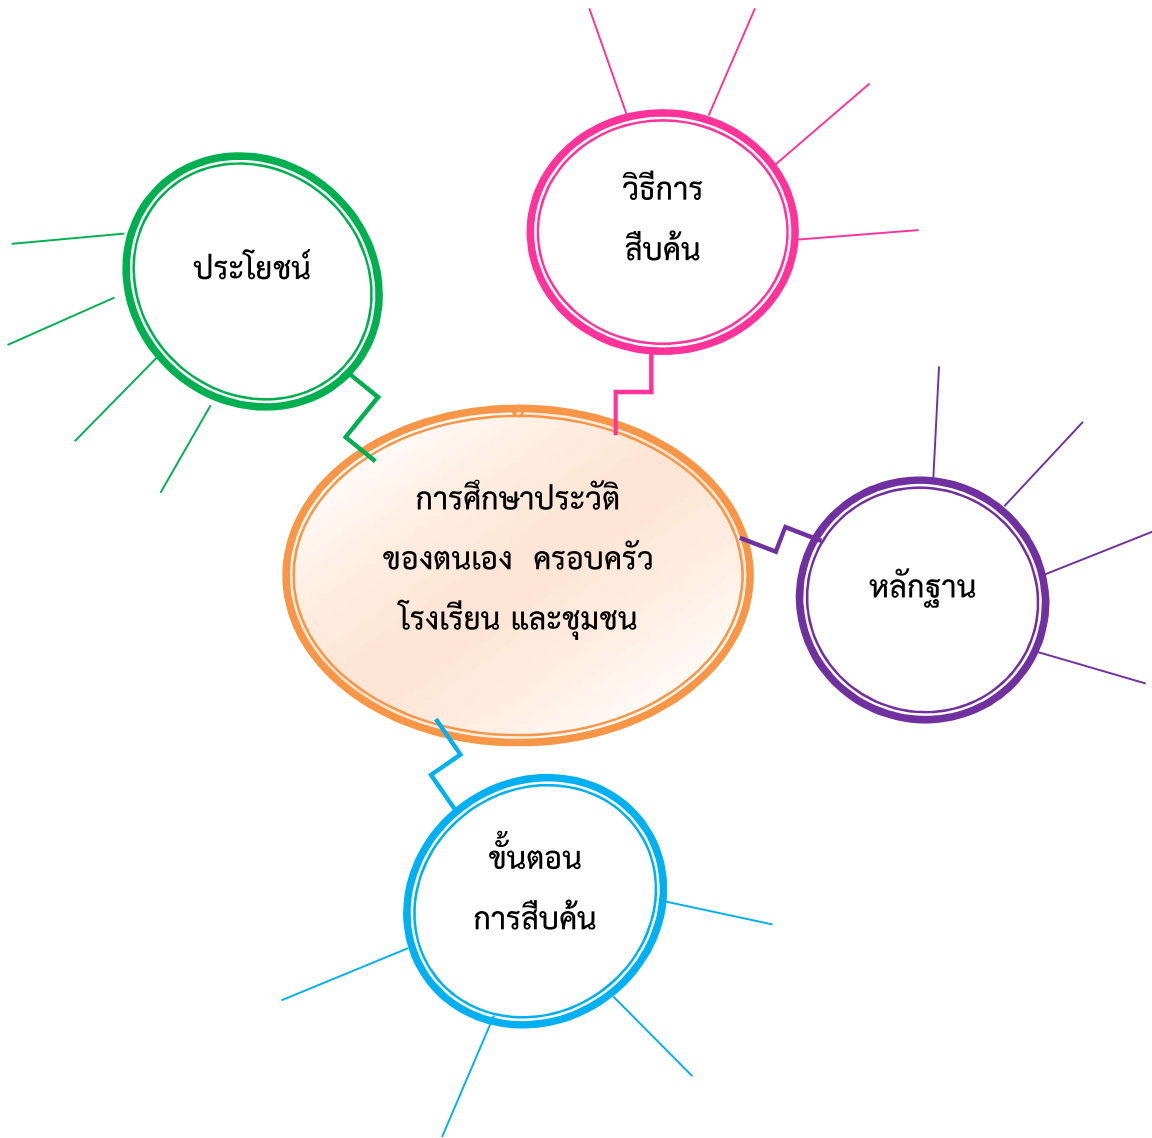 วิธีการ
สืบค้น
ประโยชน์
การศึกษาประวัติ
ของตนเอง ครอบครัว
โรงเรียน และชุมชน
หลักฐาน
ขั้นตอน
การสืบค้น